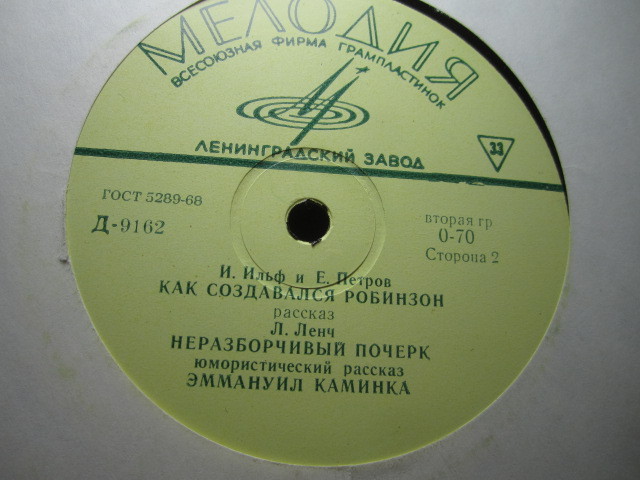 МЕЛОДИЯ
ВСЕСОЮЗНАЯ ФИРМА ГРАМПЛАСТИНОК
ЛЕНИНГРАДСКИЙ ЗАВОД
33
ГОСТ 5289-68
Д-9162
вторая гр
0-70
Сторона 2
И. Ильф и Е. Петров
КАК СОЗДАВАЛСЯ РОБИНЗОН
рассказ
Л. Ленч
НЕРАЗБОРЧИВЫЙ ПОЧЕРК
юмористический рассказ
ЭММАНУИЛ КАМИНКА